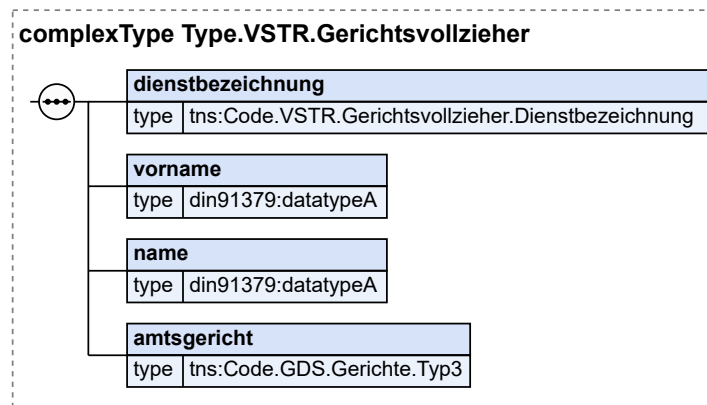 complexType Type.VSTR.Gerichtsvollzieher
dienstbezeichnung
type tns:Code.VSTR.Gerichtsvollzieher.Dienstbezeichnung
vorname
type din91379:datatypeA
name
type din91379:datatypeA
amtsgericht
type tns:Code.GDS.Gerichte.Typ3